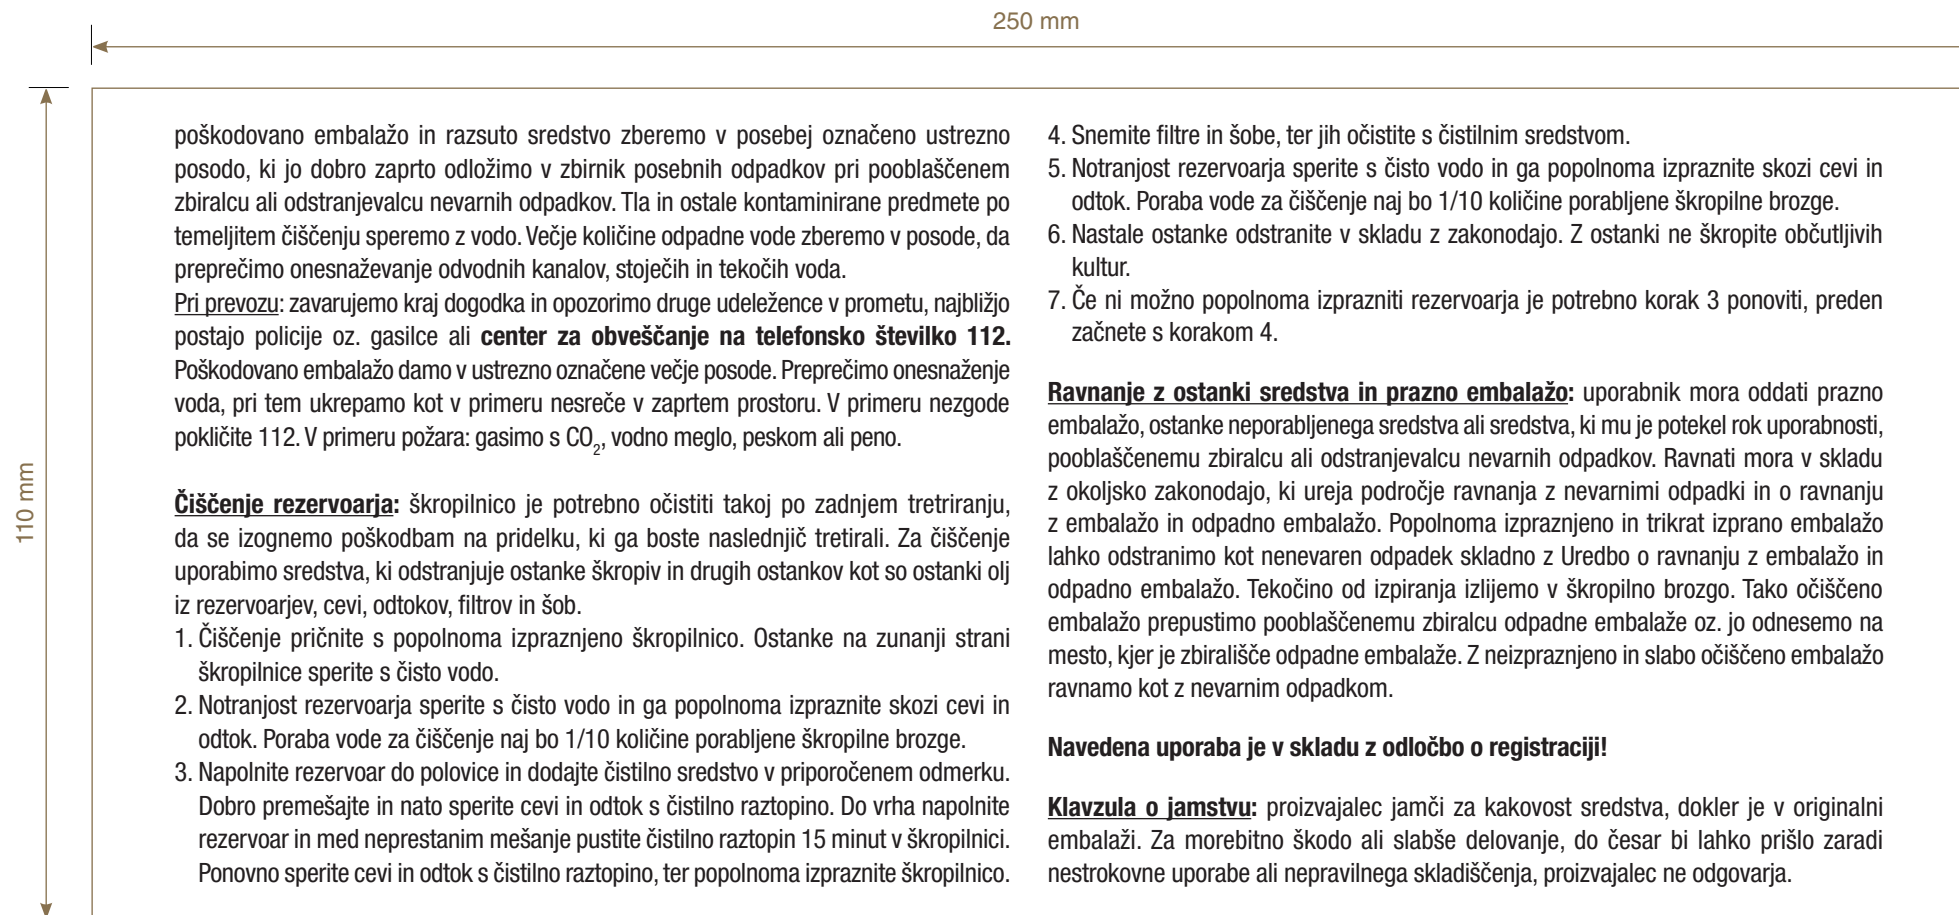 250 mm
110 mm
poškodovano embalažo in razsuto sredstvo zberemo v posebej označeno ustrezno
posodo, ki jo dobro zaprto odložimo v zbirnik posebnih odpadkov pri pooblaščenem
zbiralcu ali odstranjevalcu nevarnih odpadkov. Tla in ostale kontaminirane predmete po
temeljitem čiščenju speremo z vodo. Večje količine odpadne vode zberemo v posode, da
preprečimo onesnaževanje odvodnih kanalov, stoječih in tekočih voda.
Pri prevozu: zavarujemo kraj dogodka in opozorimo druge udeležence v prometu, najbližjo
postajo policije oz. gasilce ali center za obveščanje na telefonsko številko 112.
Poškodovano embalažo damo v ustrezno označene večje posode. Preprečimo onesnaženje
voda, pri tem ukrepamo kot v primeru nesreče v zaprtem prostoru. V primeru nezgode
pokličite 112. V primeru požara: gasimo s CO₂, vodno meglo, peskom ali peno.
Čiščenje rezervoarja: škropilnico je potrebno očistiti takoj po zadnjem tretriranju,
da se izognemo poškodbam na pridelku, ki ga boste naslednjič tretirali. Za čiščenje
uporabimo sredstva, ki odstranjuje ostanke škropiv in drugih ostankov kot so ostanki olj
iz rezervoarjev, cevi, odtokov, filtrov in šob.
1. Čiščenje pričnite s popolnoma izpraznjeno škropilnico. Ostanke na zunanji strani
škropilnice sperite s čisto vodo.
2. Notranjost rezervoarja sperite s čisto vodo in ga popolnoma izpraznite skozi cevi in
odtok. Poraba vode za čiščenje naj bo 1/10 količine porabljene škropilne brozge.
3. Napolnite rezervoar do polovice in dodajte čistilno sredstvo v priporočenem odmerku.
Dobro premešajte in nato sperite cevi in odtok s čistilno raztopino. Do vrha napolnite
rezervoar in med neprestanim mešanje pustite čistilno raztopin 15 minut v škropilnici.
Ponovno sperite cevi in odtok s čistilno raztopino, ter popolnoma izpraznite škropilnico.
4. Snemite filtre in šobe, ter jih očistite s čistilnim sredstvom.
5. Notranjost rezervoarja sperite s čisto vodo in ga popolnoma izpraznite skozi cevi in
odtok. Poraba vode za čiščenje naj bo 1/10 količine porabljene škropilne brozge.
6. Nastale ostanke odstranite v skladu z zakonodajo. Z ostanki ne škropite občutljivih
kultur.
7. Če ni možno popolnoma izprazniti rezervoarja je potrebno korak 3 ponoviti, preden
začnete s korakom 4.
Ravnanje z ostanki sredstva in prazno embalažo: uporabnik mora oddati prazno
embalažo, ostanke neporabljenega sredstva ali sredstva, ki mu je potekel rok uporabnosti,
pooblaščenemu zbiralcu ali odstranjevalcu nevarnih odpadkov. Ravnati mora v skladu
z okoljsko zakonodajo, ki ureja področje ravnanja z nevarnimi odpadki in o ravnanju
z embalažo in odpadno embalažo. Popolnoma izpraznjeno in trikrat izprano embalažo
lahko odstranimo kot nenevaren odpadek skladno z Uredbo o ravnanju z embalažo in
odpadno embalažo. Tekočino od izpiranja izlijemo v škropilno brozgo. Tako očiščeno
embalažo prepustimo pooblaščenemu zbiralcu odpadne embalaže oz. jo odnesemo na
mesto, kjer je zbirališče odpadne embalaže. Z neizpraznjeno in slabo očiščeno embalažo
ravnamo kot z nevarnim odpadkom.
Navedena uporaba je v skladu z odločbo o registraciji!
Klavzula o jamstvu: proizvajalec jamči za kakovost sredstva, dokler je v originalni
embalaži. Za morebitno škodo ali slabše delovanje, do česar bi lahko prišlo zaradi
nestrokovne uporabe ali nepravilnega skladiščenja, proizvajalec ne odgovarja.